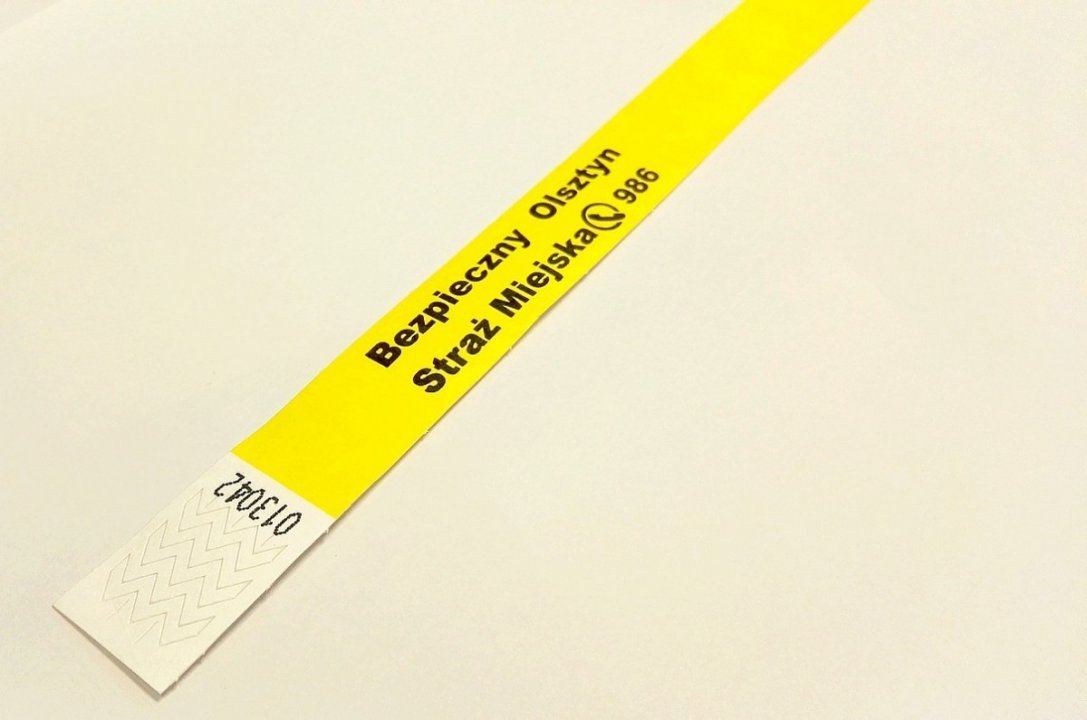 Bezpieczny Olsztyn
Straż Miejska 986
013042